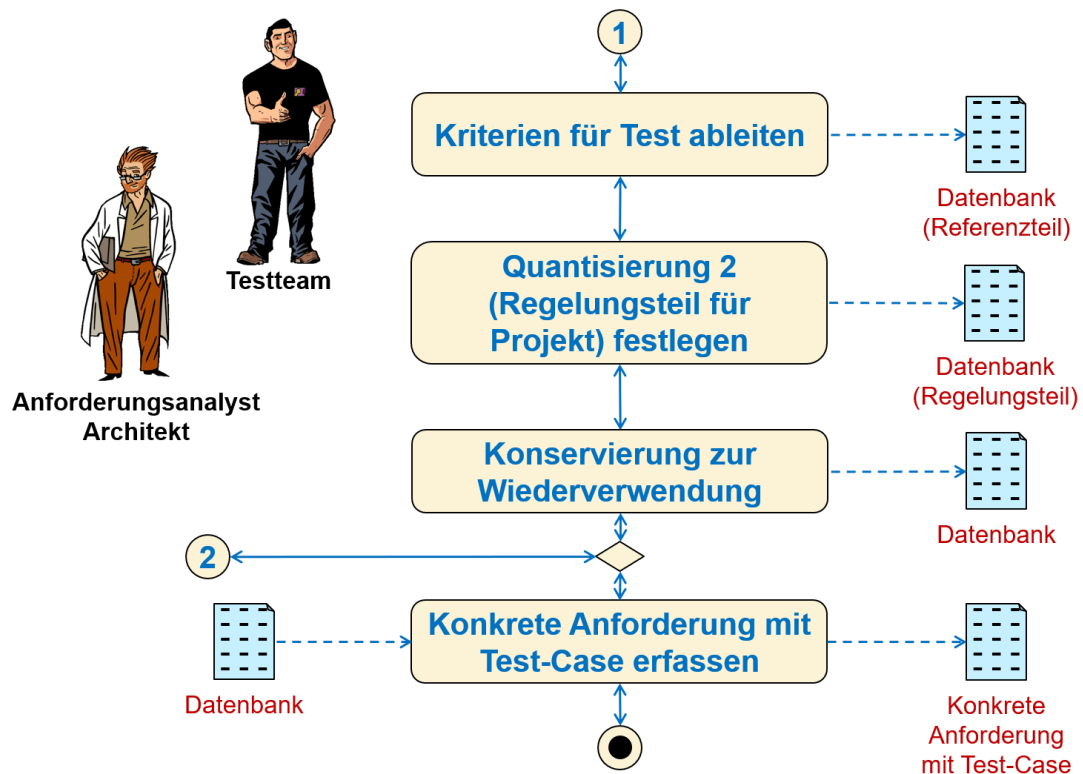 1
Kriterien für Test ableiten
Datenbank
(Referenzteil)
Testteam
Quantisierung 2
(Regelungsteil für
Projekt) festlegen
Datenbank
(Regelungsteil)
Anforderungsanalyst
Architekt
Konservierung zur
Wiederverwendung
Datenbank
2
Konkrete Anforderung mit
Test-Case erfassen
Datenbank
Konkrete
Anforderung
mit Test-Case